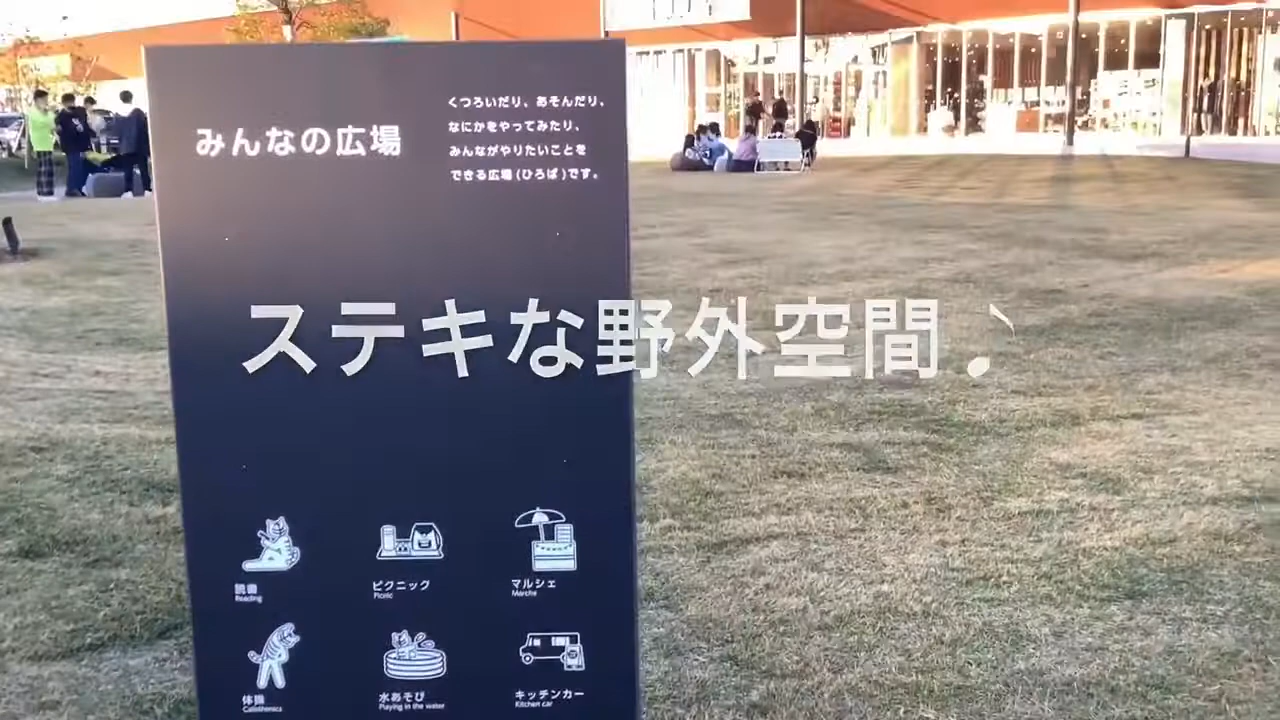 みんなの広場
くつろいだり、あそんだり、
なにかをやってみたり、
みんながやりたいことを
できる広場(ひろば)です。
ステキな野外空間♪
読書
Reading
ピクニック
Picnic
マルシェ
Marche
体操
Calisthenics
水あそび
Playing in the water
キッチンカー
Kitchen car